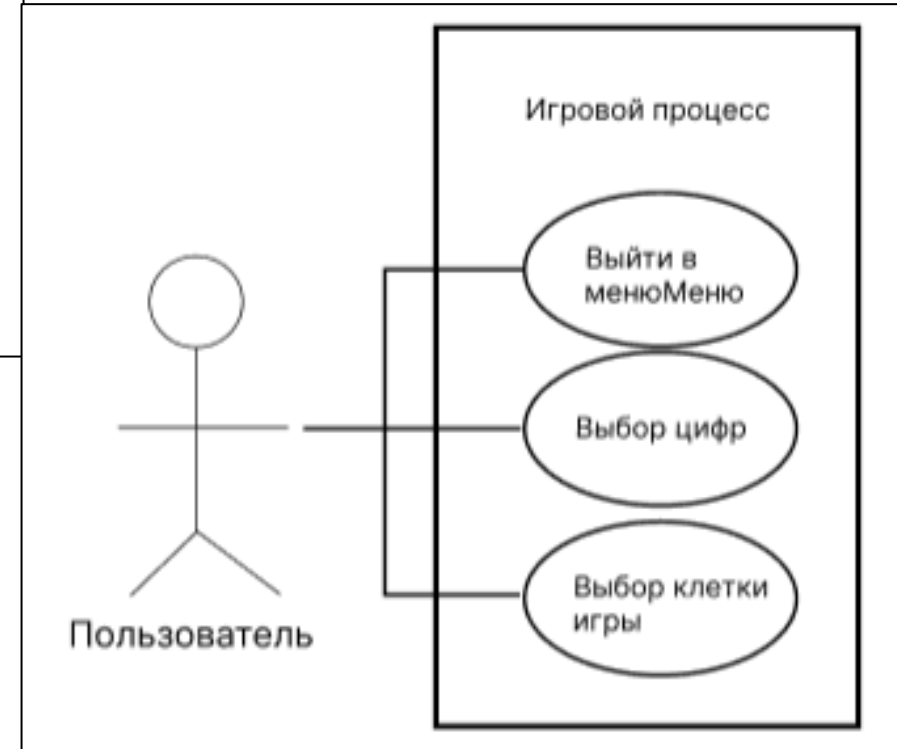 Игровой процесс
Выйти в
менюМеню
Выбор цифр
Выбор клетки
игры
Пользователь